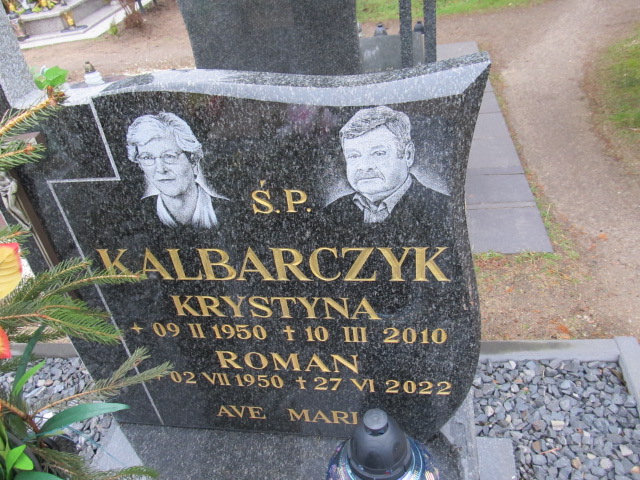 Ś.P.
KALBARCZYK
KRYSTYNA
+ 09 II 1950 + 10 III 2010
ROMAN
+ 02 VII 1950 + 27 VI 2022
AVE MARI